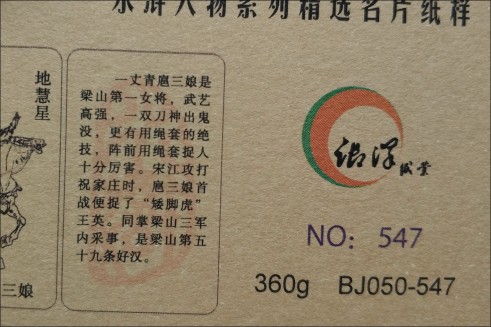 水浒人物系列精选名片纸样
地慧星
三娘
一丈青扈三娘是
梁山第一女将,武艺
高强,一双刀神出鬼
没,更有用绳套的绝
技,阵前用绳套捉人
十分厉害。宋江攻打
祝家庄时,扈三娘首
战便捉了“矮脚虎”
王英。同掌梁山三军
内采事,是梁山第五
十九条好汉。
NO: 547
360g BJ050-547